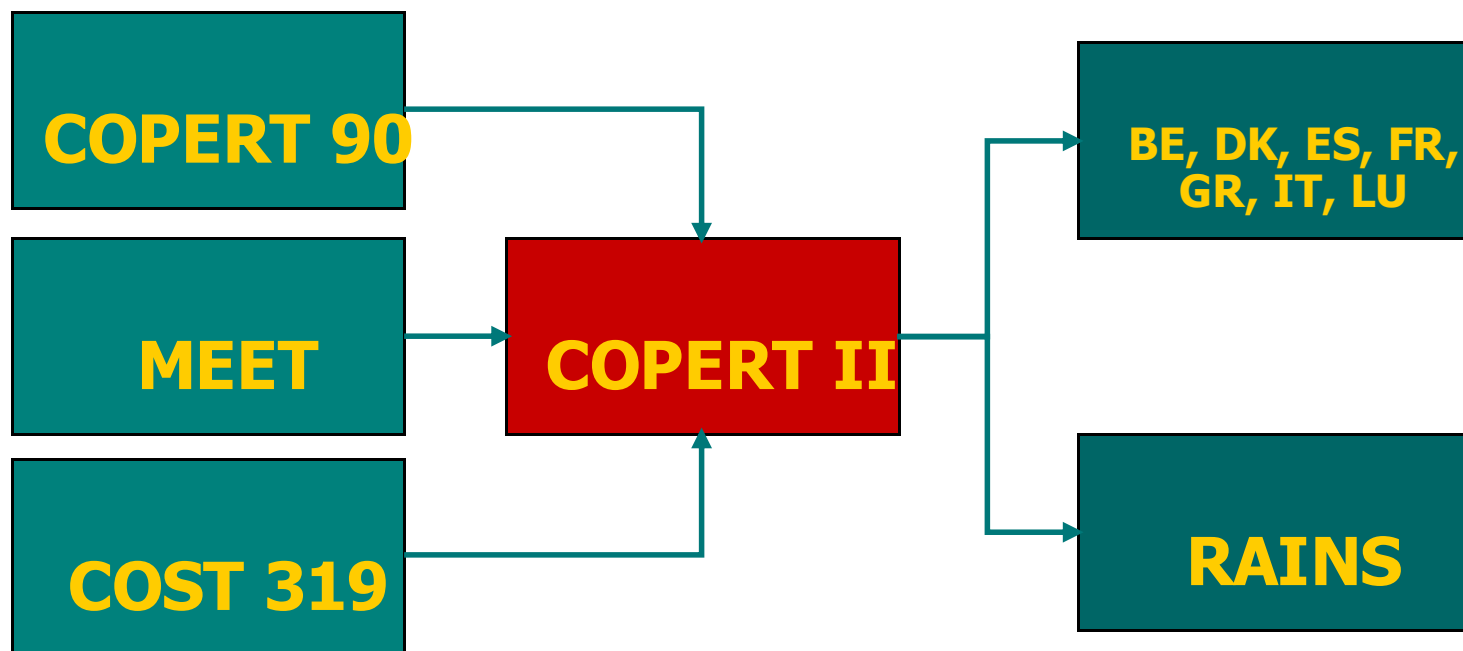 COPERT 90
MEET
COST 319
COPERT II
BE, DK, ES, FR,
GR, IT, LU
RAINS